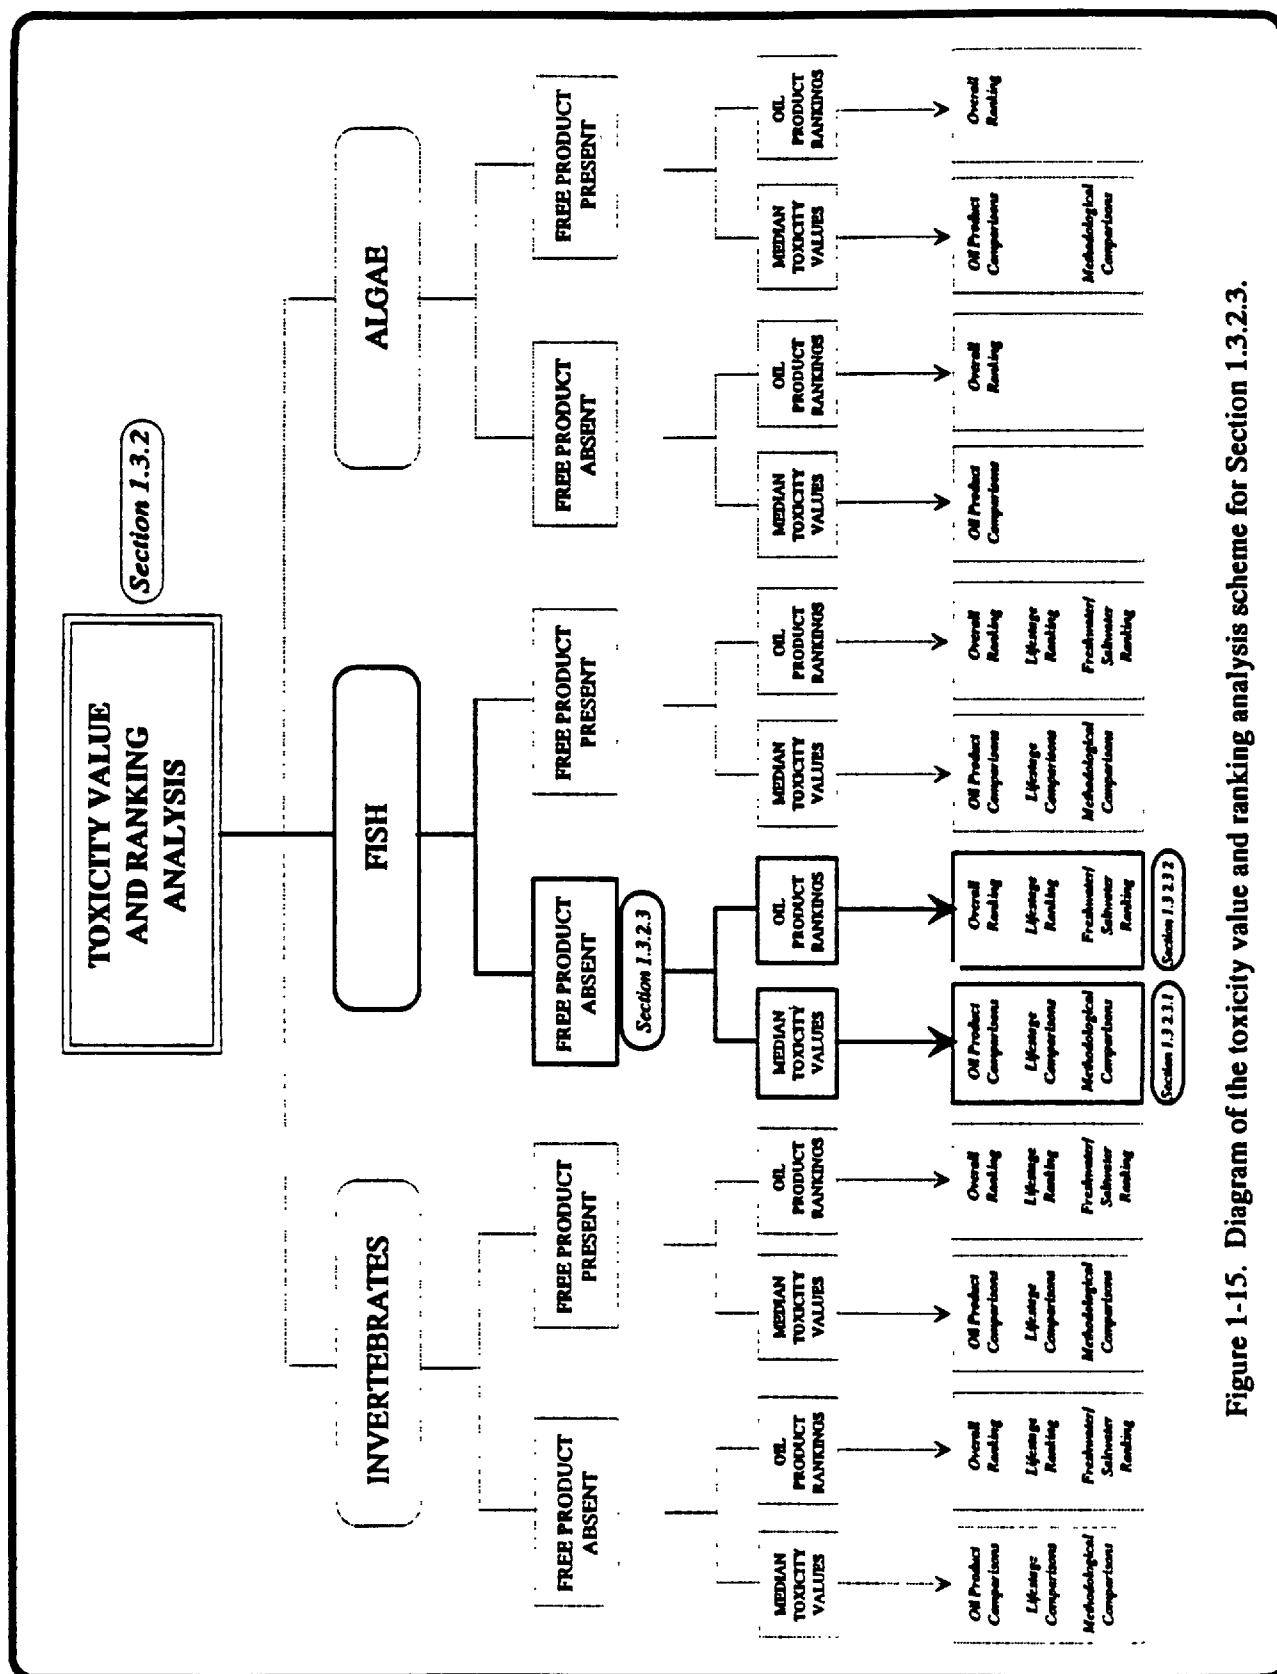 TOXICITY VALUE
AND RANKING
ANALYSIS
Section 1.3.2
INVERTEBRATES
FISH
ALGAE
FREE PRODUCT
ABSENT
FREE PRODUCT
PRESENT
FREE PRODUCT
ABSENT
Section 1.3.2.3
FREE PRODUCT
PRESENT
FREE PRODUCT
ABSENT
FREE PRODUCT
PRESENT
MEDIAN
TOXICITY
VALUES
OIL
PRODUCT
RANKINGS
MEDIAN
TOXICITY
VALUES
OIL
PRODUCT
RANKINGS
MEDIAN
TOXICITY
VALUES
OIL
PRODUCT
RANKINGS
MEDIAN
TOXICITY
VALUES
OIL
PRODUCT
RANKINGS
MEDIAN
TOXICITY
VALUES
OIL
PRODUCT
RANKINGS
MEDIAN
TOXICITY
VALUES
OIL
PRODUCT
RANKINGS
Oil Product
Comparisons
Lifestage
Comparisons
Methodological
Comparisons
Overall
Ranking
Lifestage
Ranking
Freshwater/
Saltwater
Ranking
Oil Product
Comparisons
Lifestage
Comparisons
Methodological
Comparisons
Overall
Ranking
Lifestage
Ranking
Freshwater/
Saltwater
Ranking
Oil Product
Comparisons
Lifestage
Comparisons
Methodological
Comparisons
Section 1.3.2.3.1
Overall
Ranking
Lifestage
Ranking
Freshwater/
Saltwater
Ranking
Section 1.3.2.3.2
Oil Product
Comparisons
Lifestage
Comparisons
Methodological
Comparisons
Overall
Ranking
Lifestage
Ranking
Freshwater/
Saltwater
Ranking
Oil Product
Comparisons
Overall
Ranking
Oil Product
Comparisons
Methodological
Comparisons
Overall
Ranking
Figure 1-15. Diagram of the toxicity value and ranking analysis scheme for Section 1.3.2.3.